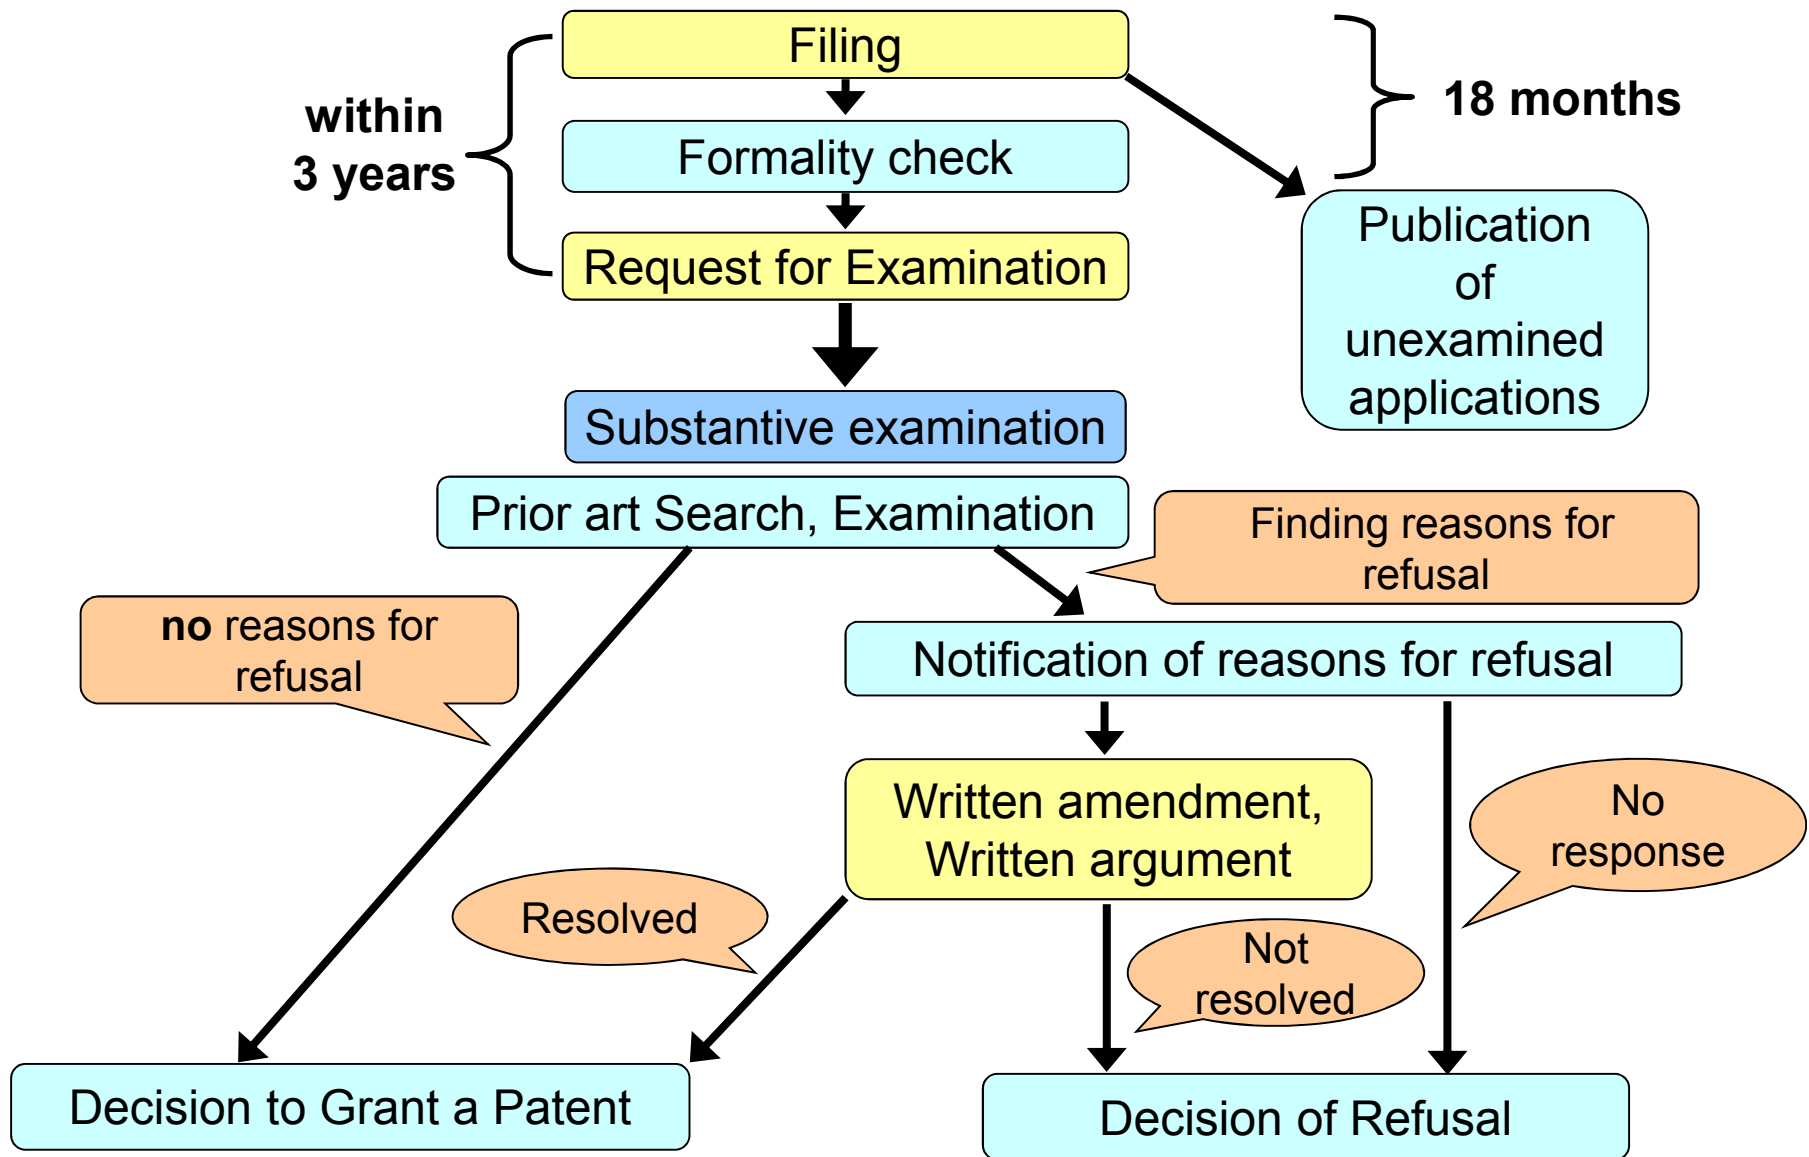 Filing
within
3 years
18 months
Formality check
Request for Examination
Publication
of
unexamined
applications
Substantive examination
Prior art Search, Examination
Finding reasons for
refusal
no reasons for
refusal
Notification of reasons for refusal
Written amendment,
Written argument
No
response
Resolved
Not
resolved
Decision to Grant a Patent
Decision of Refusal